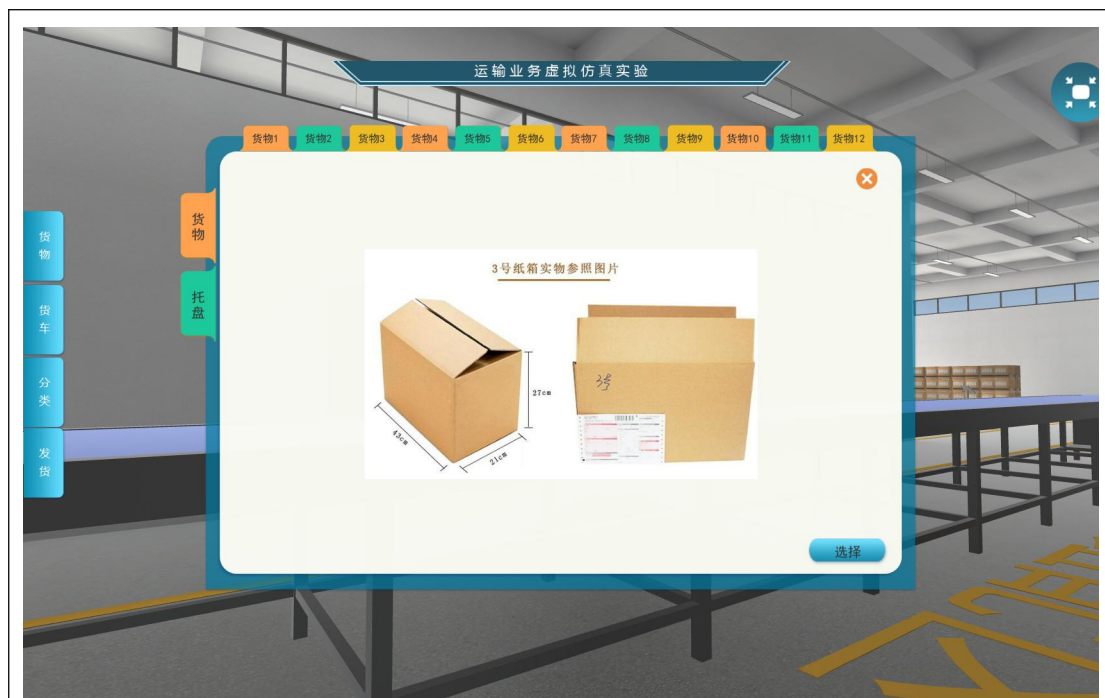 运输业务虚拟仿真实验
货物1 货物2 货物3 货物4 货物5 货物6 货物7 货物8 货物9 货物10 货物11 货物12
货物
托盘
货物
货车
分类
发货
3号纸箱实物参照图片
27cm
43cm
21cm
3号
选择